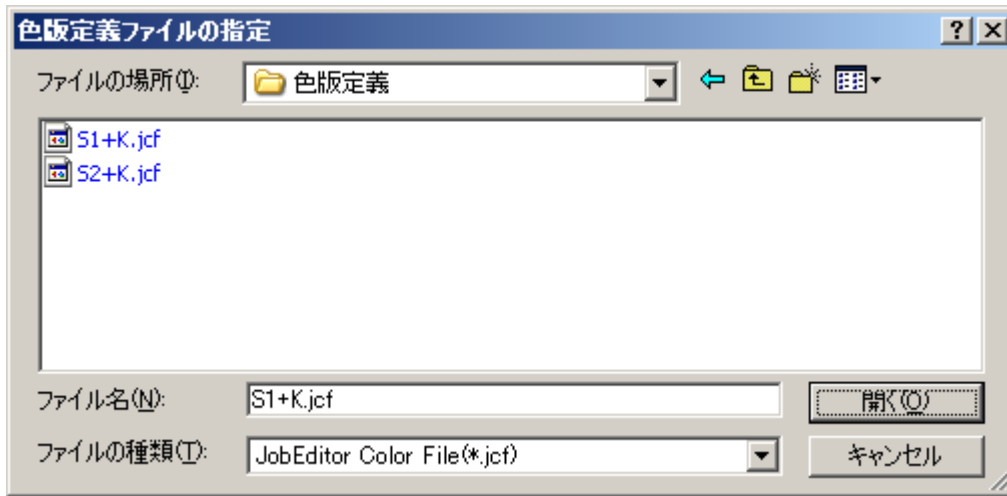 色版定義ファイルの指定
ファイルの場所(I):
色版定義
S1+K.jcf
S2+K.jcf
ファイル名(N):
S1+K.jcf
開く(O)
ファイルの種類(T):
JobEditor Color File(*.jcf)
キャンセル